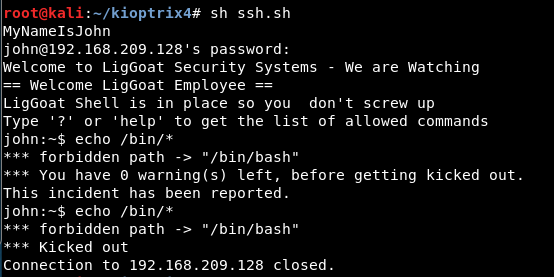 root@kali:~/kioptrix4# sh ssh.sh
MyNameIsJohn
john@192.168.209.128's password:
Welcome to LigGoat Security Systems - We are Watching
== Welcome LigGoat Employee ==
LigGoat Shell is in place so you  don't screw up
Type '?' or 'help' to get the list of allowed commands
john:~$ echo /bin/*
*** forbidden path -> "/bin/bash"
*** You have 0 warning(s) left, before getting kicked out.
This incident has been reported.
john:~$ echo /bin/*
*** forbidden path -> "/bin/bash"
*** Kicked out
Connection to 192.168.209.128 closed.